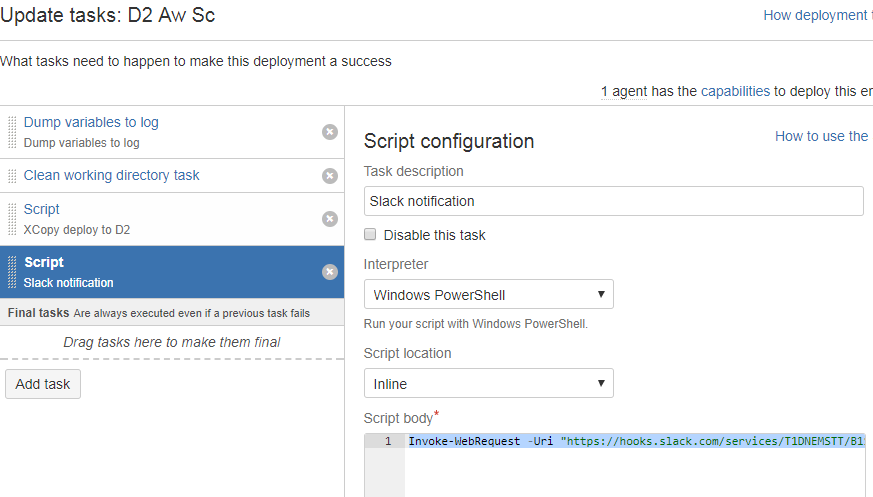 Update tasks: D2 Aw Sc
How deployment
What tasks need to happen to make this deployment a success
1 agent has the capabilities to deploy this
Dump variables to log
Dump variables to log
Clean working directory task
Script
XCopy deploy to D2
Script
Slack notification
Final tasks Are always executed even if a previous task fails
Drag tasks here to make them final
Add task
Script configuration
How to use the
Task description
Slack notification
Disable this task
Interpreter
Windows PowerShell
Run your script with Windows PowerShell.
Script location
Inline
Script body*
1 Invoke-WebRequest -Uri "https://hooks.slack.com/services/T1DNEMSTT/B1